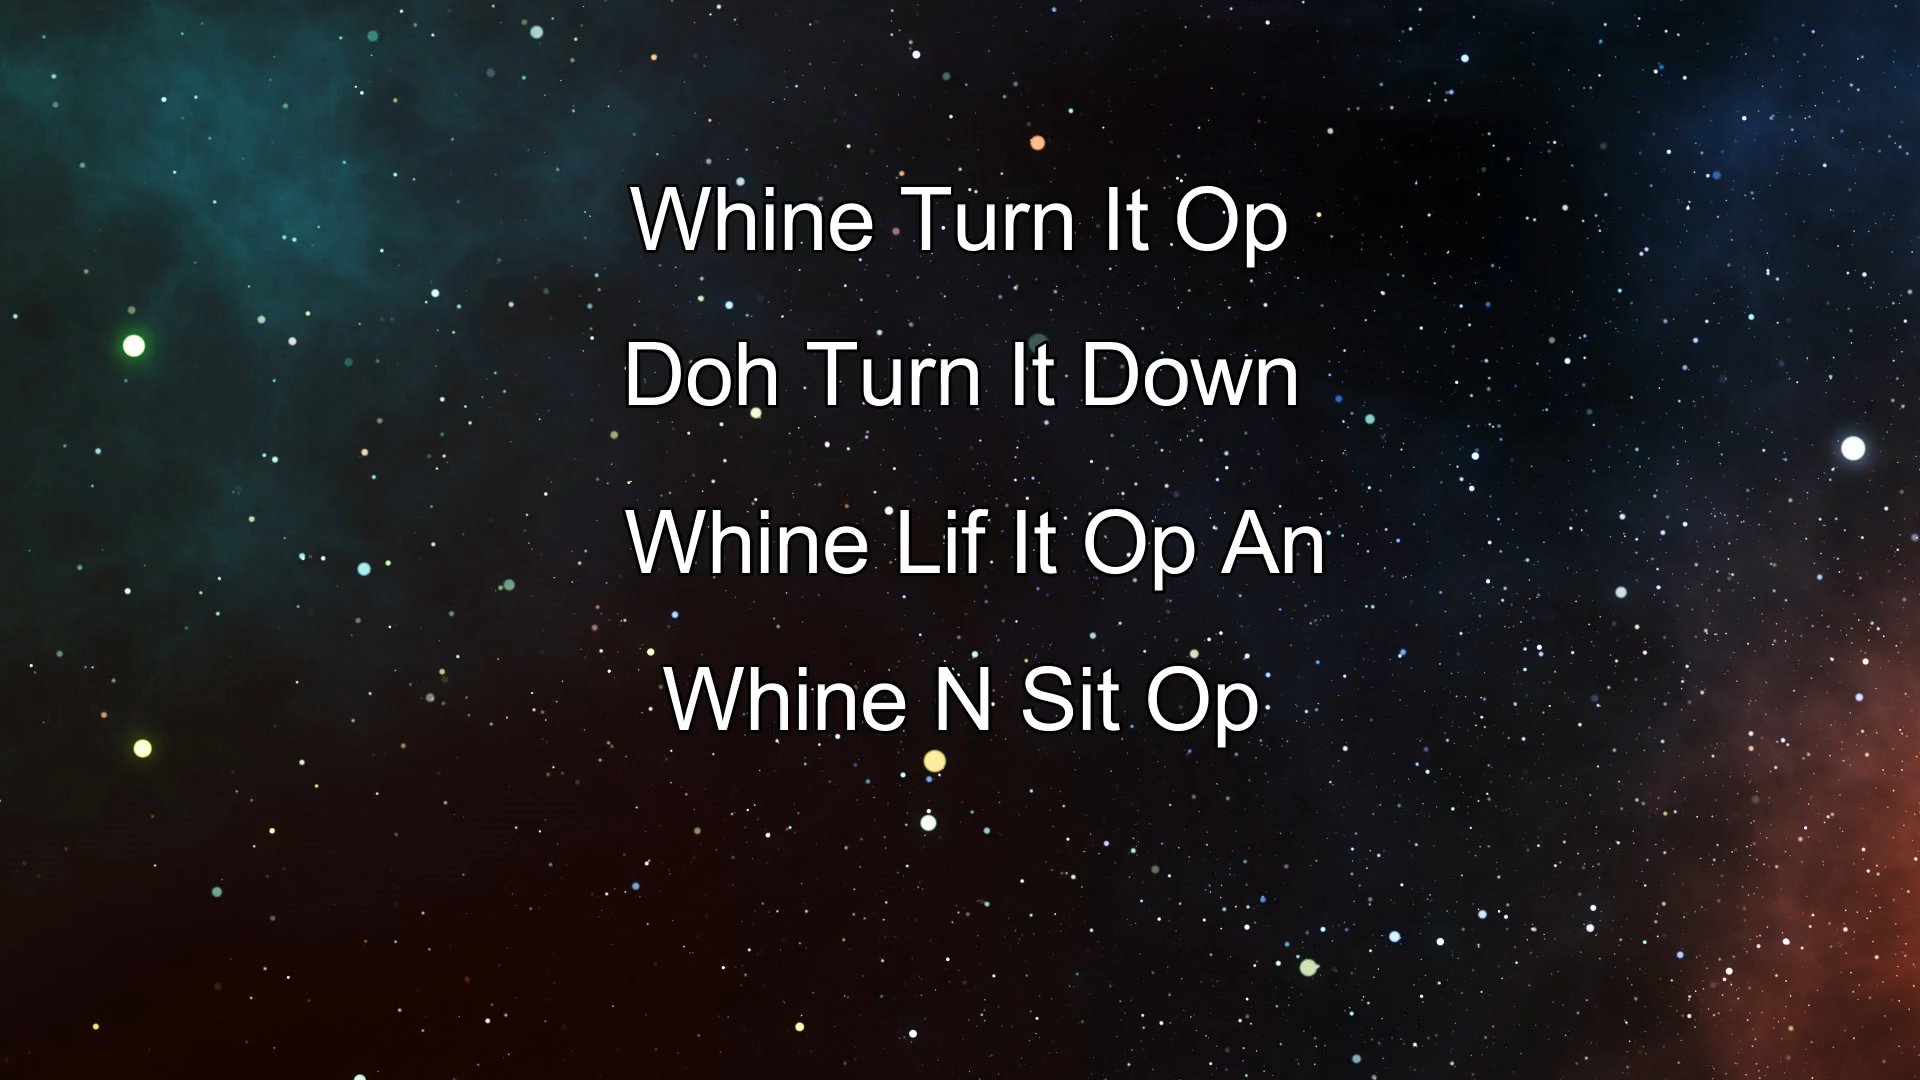 Whine Turn It Op
Doh Turn It Down
Whine Lif It Op An
Whine N Sit Op